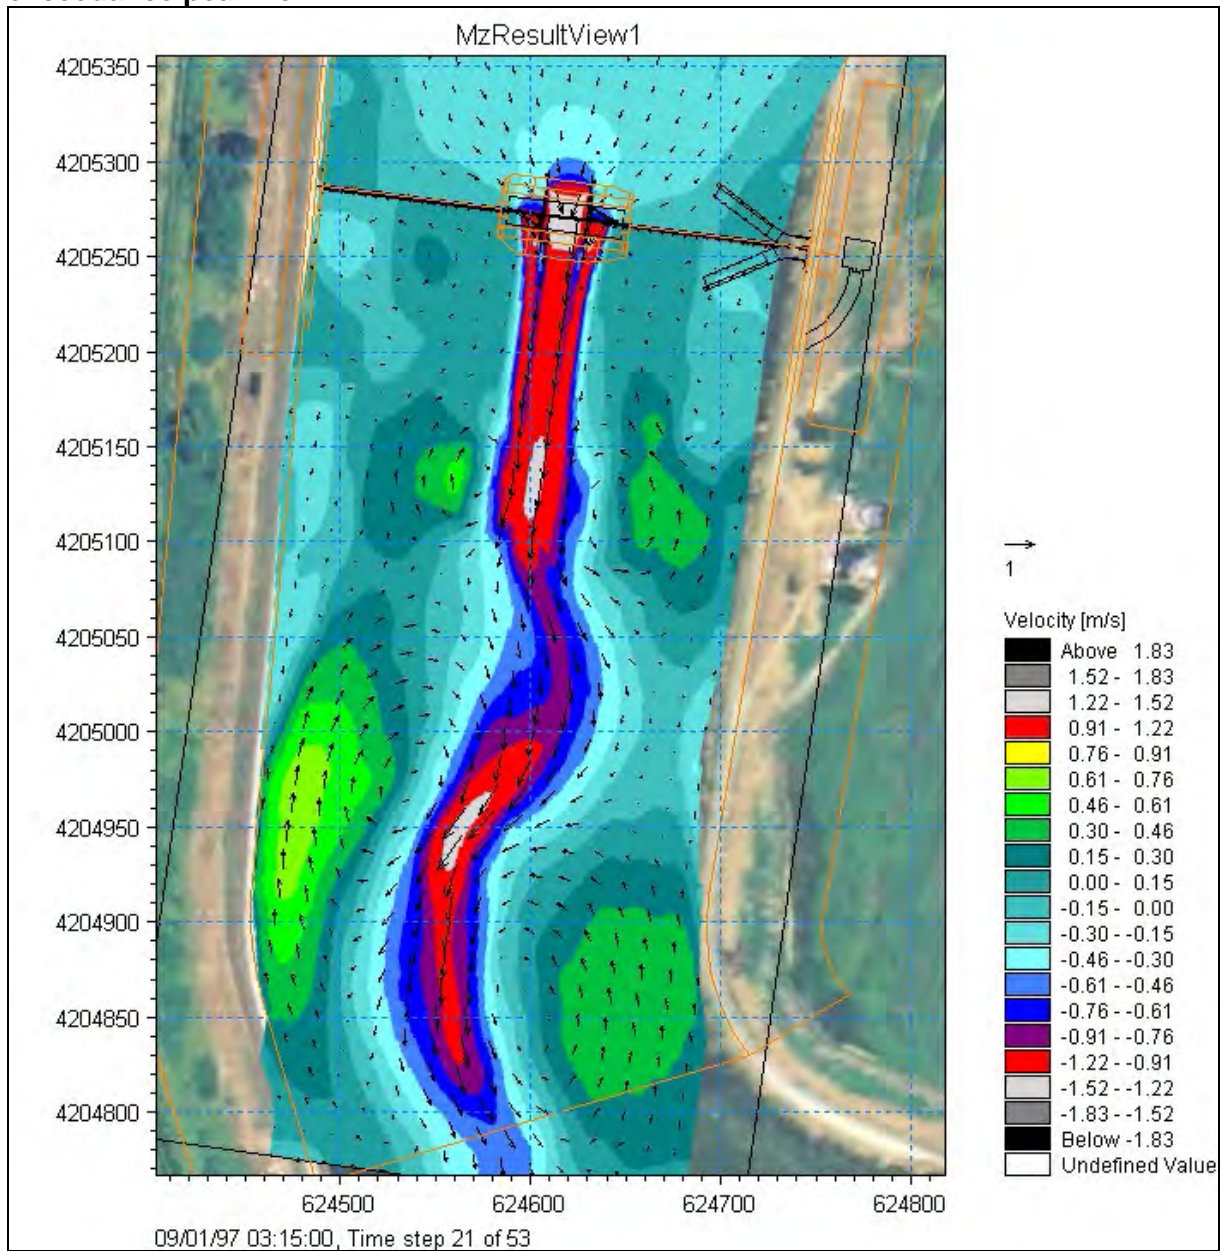 MzResultView1
4205350
4205300
4205250
4205200
4205150
4205100
4205050
4205000
4204950
4204900
4204850
4204800
624500 624600 624700 624800
09/01/97 03:15:00, Time step 21 of 53
1
Velocity [m/s]
Above 1.83
1.52 - 1.83
1.22 - 1.52
0.91 - 1.22
0.76 - 0.91
0.61 - 0.76
0.46 - 0.61
0.30 - 0.46
0.15 - 0.30
0.00 - 0.15
-0.15 - 0.00
-0.30 - -0.15
-0.46 - -0.30
-0.61 - -0.46
-0.76 - -0.61
-0.91 - -0.76
-1.22 - -0.91
-1.52 - -1.22
-1.83 - -1.52
Below -1.83
Undefined Value